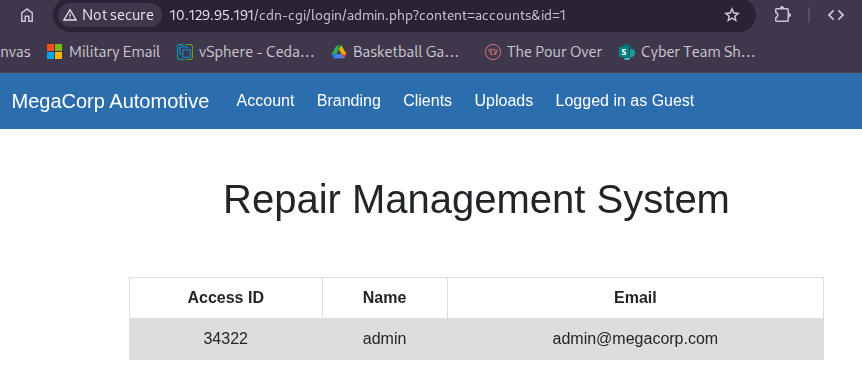 Not secure 10.129.95.191/cdn-cgi/login/admin.php?content=accounts&id=1
nvas Military Email vSphere - Ceda... Basketball Ga... The Pour Over Cyber Team Sh...
MegaCorp Automotive Account Branding Clients Uploads Logged in as Guest
Repair Management System
Access ID Name Email
34322 admin admin@megacorp.com